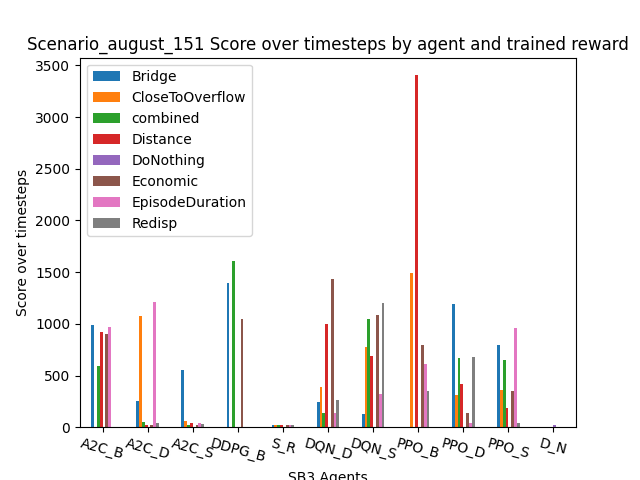 Scenario_august_151 Score over timesteps by agent and trained reward
3500
3000
2500
2000
1500
1000
500
0
Score over timesteps
Bridge
CloseToOverflow
combined
Distance
DoNothing
Economic
EpisodeDuration
Redisp
A2C_B
A2C_D
A2C_S
DDPG_B
S_R
DQN_D
DQN_S
PPO_B
PPO_D
PPO_S
D_N
SB3 Agents